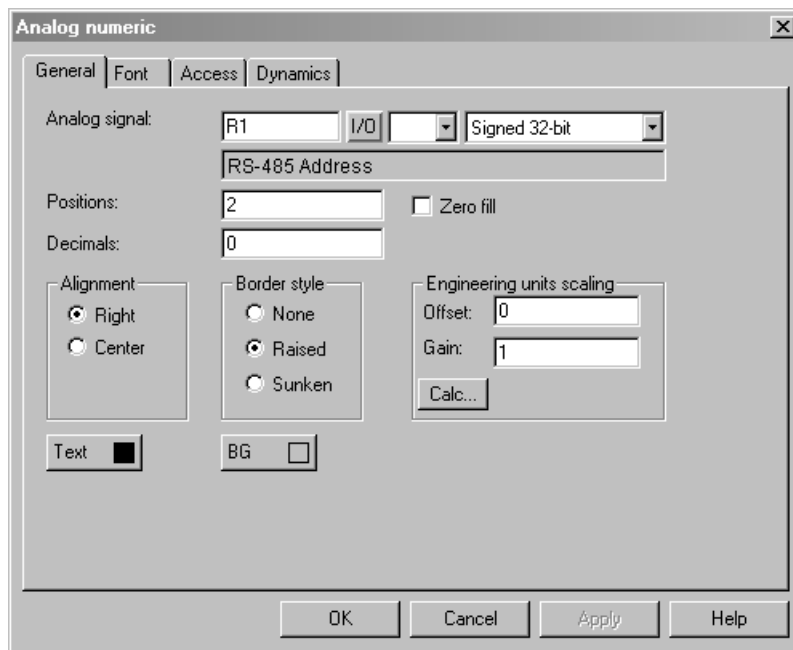 Analog numeric
General Font Access Dynamics
Analog signal: R1 I/O Signed 32-bit
RS-485 Address
Positions: 2 Zero fill
Decimals: 0
Alignment Border style Engineering units scaling
Right None Offset: 0
Center Raised Gain: 1
Sunken Calc...
Text BG
OK Cancel Apply Help